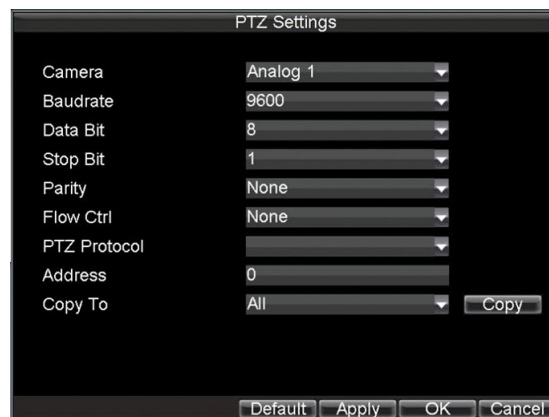 PTZ Settings
Camera Analog 1
Baudrate 9600
Data Bit 8
Stop Bit 1
Parity None
Flow Ctrl None
PTZ Protocol
Address 0
Copy To All Copy
Default Apply OK Cancel